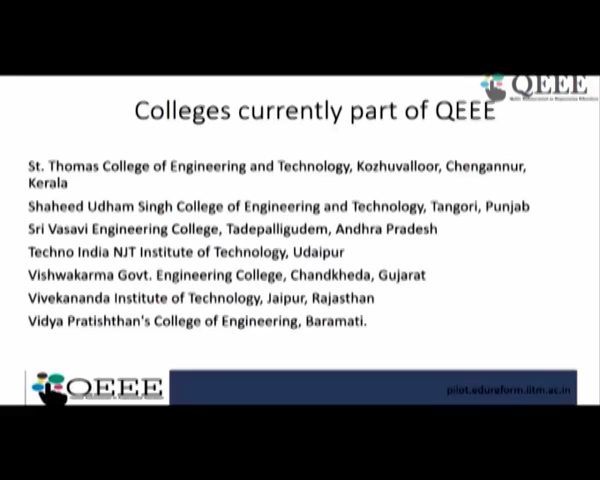 QEEE
Colleges currently part of QEEE
St. Thomas College of Engineering and Technology, Kozhuvalloor, Chengannur,
Kerala
Shaheed Udham Singh College of Engineering and Technology, Tangori, Punjab
Sri Vasavi Engineering College, Tadepalligudem, Andhra Pradesh
Techno India NJT Institute of Technology, Udaipur
Vishwakarma Govt. Engineering College, Chandkheda, Gujarat
Vivekananda Institute of Technology, Jaipur, Rajasthan
Vidya Pratishthan's College of Engineering, Baramati.
QEEE
pilot.edureform.iitm.ac.in